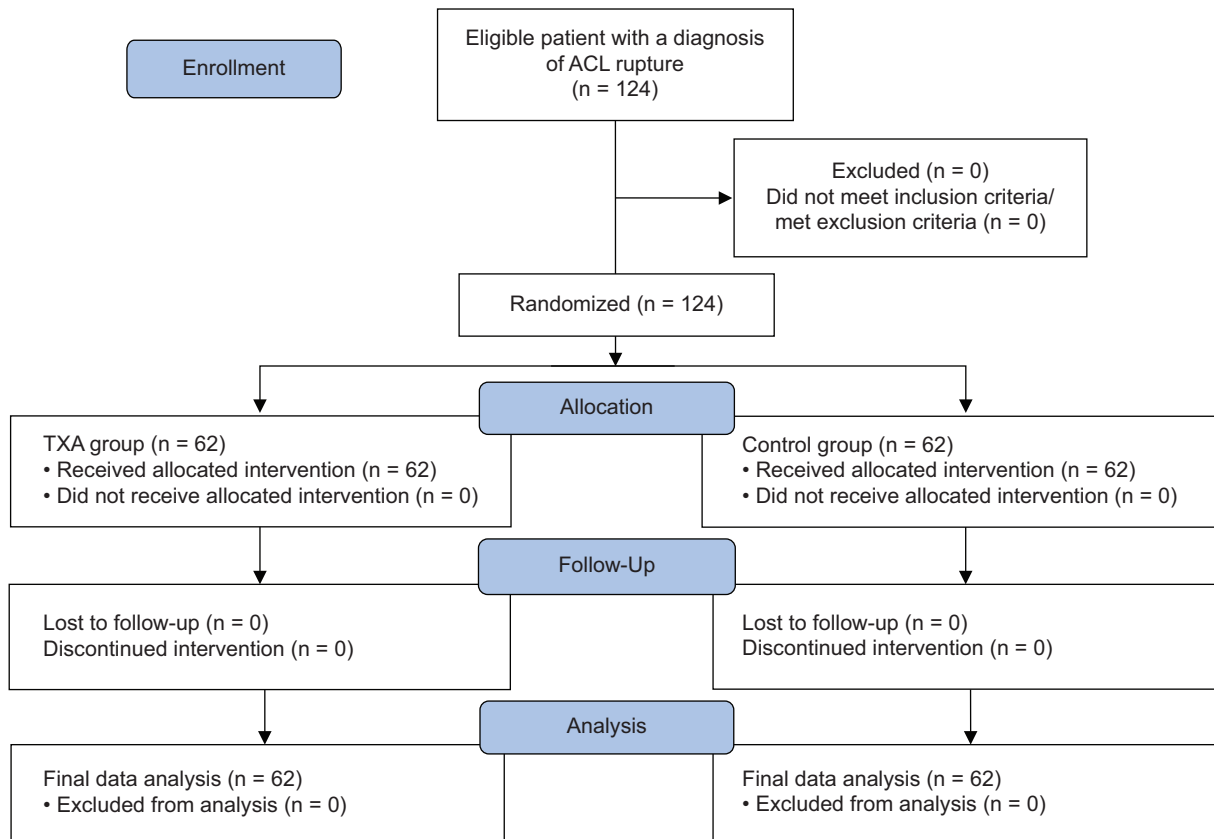 Enrollment
Eligible patient with a diagnosis
of ACL rupture
(n = 124)
Excluded (n = 0)
Did not meet inclusion criteria/
met exclusion criteria (n = 0)
Randomized (n = 124)
Allocation
TXA group (n = 62)
• Received allocated intervention (n = 62)
• Did not receive allocated intervention (n = 0)
Control group (n = 62)
• Received allocated intervention (n = 62)
• Did not receive allocated intervention (n = 0)
Follow-Up
Lost to follow-up (n = 0)
Discontinued intervention (n = 0)
Lost to follow-up (n = 0)
Discontinued intervention (n = 0)
Analysis
Final data analysis (n = 62)
• Excluded from analysis (n = 0)
Final data analysis (n = 62)
• Excluded from analysis (n = 0)